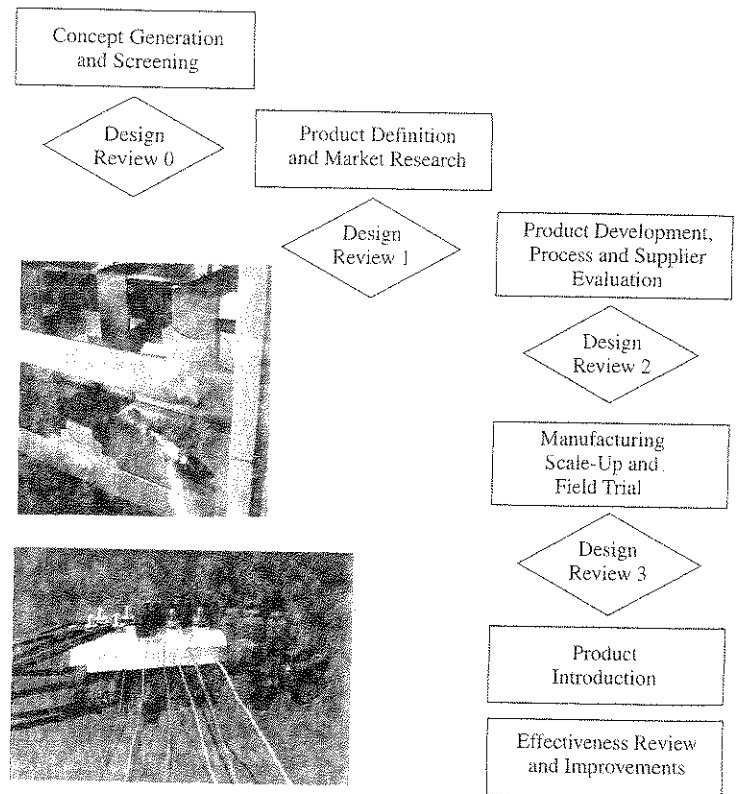 Concept Generation
and Screening
Design
Review 0
Product Definition
and Market Research
Design
Review 1
Product Development,
Process and Supplier
Evaluation
Design
Review 2
Manufacturing
Scale-Up and
Field Trial
Design
Review 3
Product
Introduction
Effectiveness Review
and Improvements